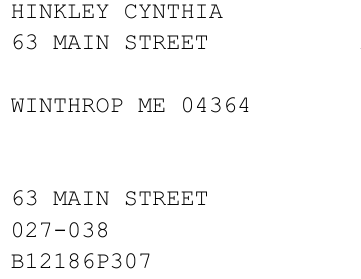 HINKLEY CYNTHIA
63 MAIN STREET
WINTHROP ME 04364
63 MAIN STREET
027-038
B12186P307